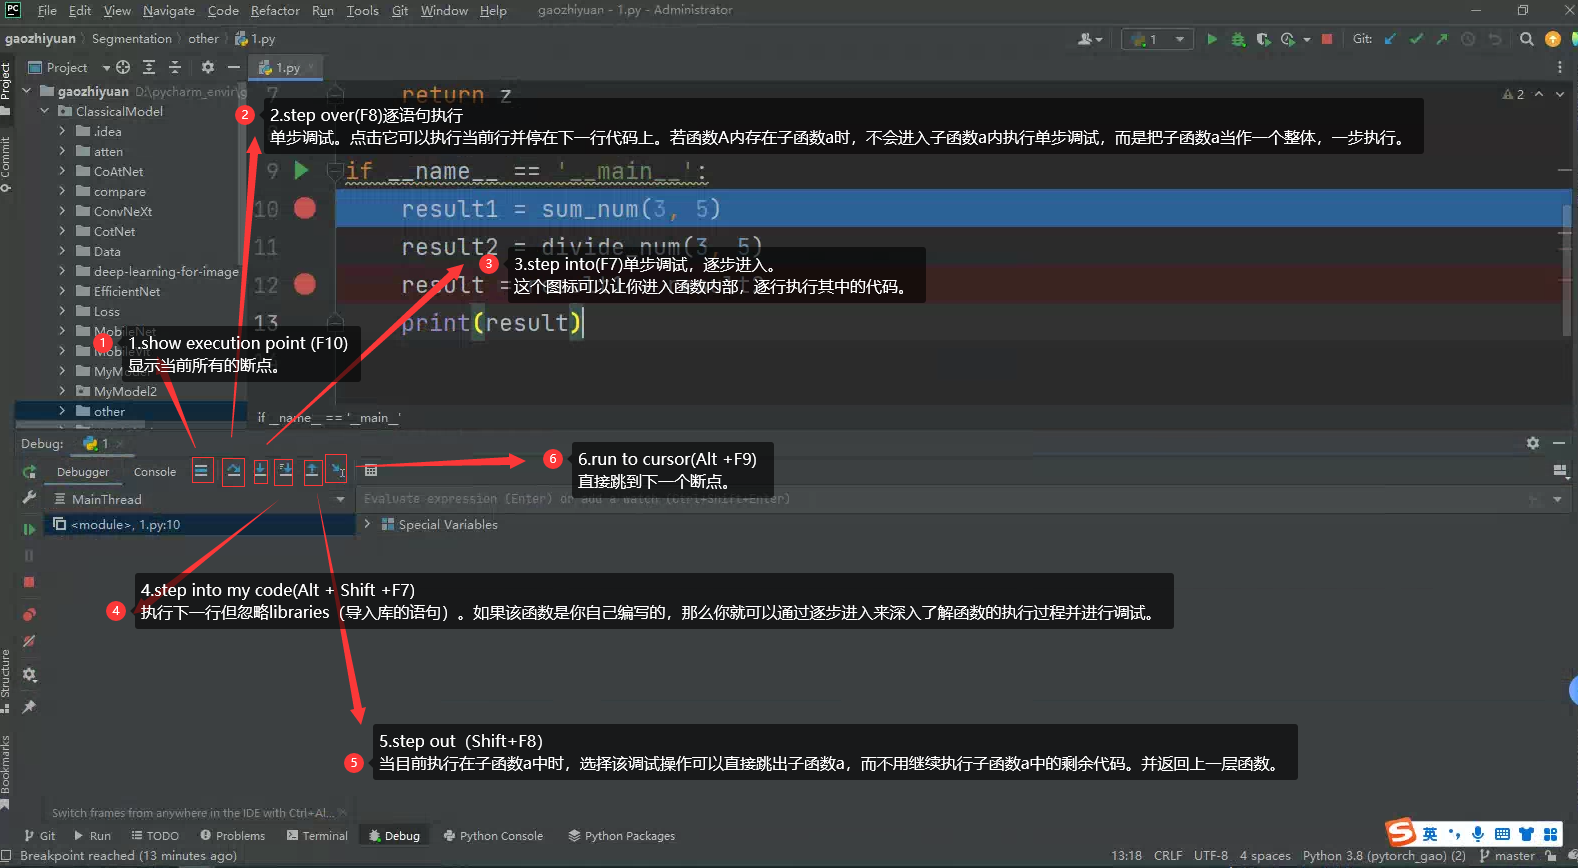 File Edit View Navigate Code Refactor Run Tools Git Window Help gaozhiyuan - 1.py - Administrator
gaozhiyuan Segmentation other 1.py
1 Git:
Project 1.py
Project
Commit
Structure
Bookmarks
gaozhiyuan D:\pycharm_envir\g
ClassicalModel
.idea
atten
CoAtNet
compare
ConvNeXt
CotNet
Data
deep-learning-for-image
EfficientNet
Loss
MobileNet
MyModel2
other
2
7 return z
2
2.step over(F8)逐语句执行
单步调试。点击它可以执行当前行并停在下一行代码上。若函数A内存在子函数a时，不会进入子函数a内执行单步调试，而是把子函数a当作一个整体，一步执行。
9 if __name__ == '__main__':
10 result1 = sum_num(3, 5)
11 result2 = divide_num(3, 5)
3
3.step into(F7)单步调试，逐步进入。
这个图标可以让你进入函数内部，逐行执行其中的代码。
12 result =
13 print(result)
1
1.show execution point (F10)
显示当前所有的断点。
if __name__ == '__main__'
Debug: 1
Debugger Console
6
6.run to cursor(Alt +F9)
直接跳到下一个断点。
MainThread
Evaluate expression (Enter) or add a watch (Ctrl+Shift+Enter)
<module>, 1.py:10
Special Variables
4
4.step into my code(Alt + Shift +F7)
执行下一行但忽略libraries（导入库的语句）。如果该函数是你自己编写的，那么你就可以通过逐步进入来深入了解函数的执行过程并进行调试。
5
5.step out（Shift+F8）
当目前执行在子函数a中时，选择该调试操作可以直接跳出子函数a，而不用继续执行子函数a中的剩余代码。并返回上一层函数。
Switch frames from anywhere in the IDE with Ctrl+Al...
Git Run TODO Problems Terminal Debug Python Console Python Packages
英
Breakpoint reached (13 minutes ago)
13:18 CRLF UTF-8 4 spaces Python 3.8 (pytorch_gao) (2) master